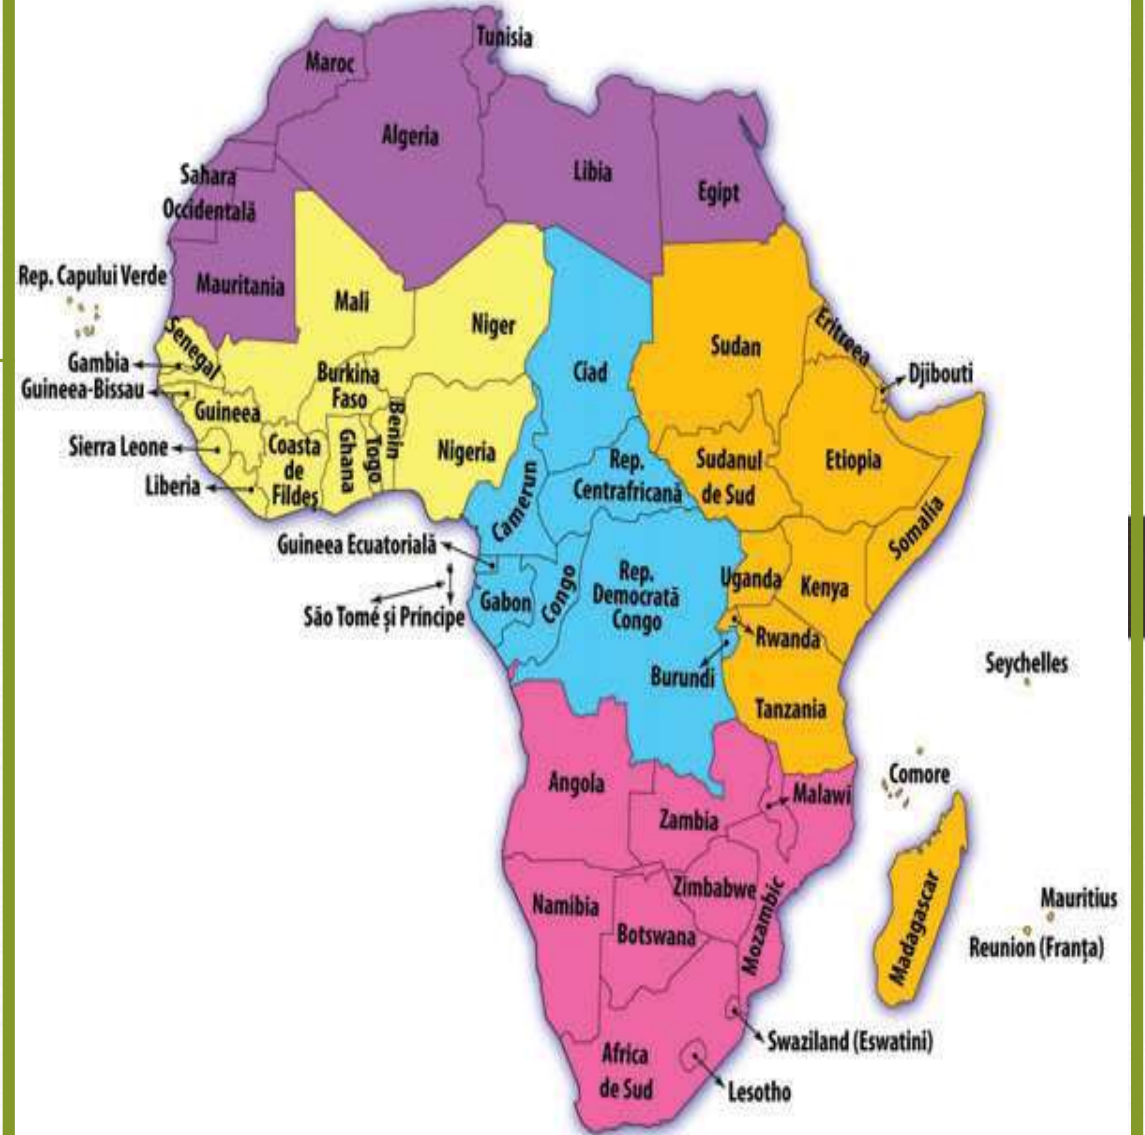 Tunisia
Maroc
Algeria
Libia
Egipt
Sahara
Occidentală
Rep. Capului Verde
Mauritania
Mali
Niger
Ciad
Sudan
Eritreea
Djibouti
Senegal
Gambia
Guineea-Bissau
Guineea
Burkina
Faso
Benin
Sierra Leone
Coasta
de
Fildeș
Ghana
Togo
Nigeria
Liberia
Camerun
Rep.
Centrafricană
Sudanul
de Sud
Etiopia
Somalia
Guineea Ecuatorială
São Tomé și Príncipe
Gabon
Congo
Rep.
Democrată
Congo
Uganda
Kenya
Rwanda
Burundi
Tanzania
Seychelles
Comore
Angola
Zambia
Malawi
Namibia
Botswana
Zimbabwe
Mozambic
Madagascar
Mauritius
Reunion (Franța)
Swaziland (Eswatini)
Africa
de Sud
Lesotho